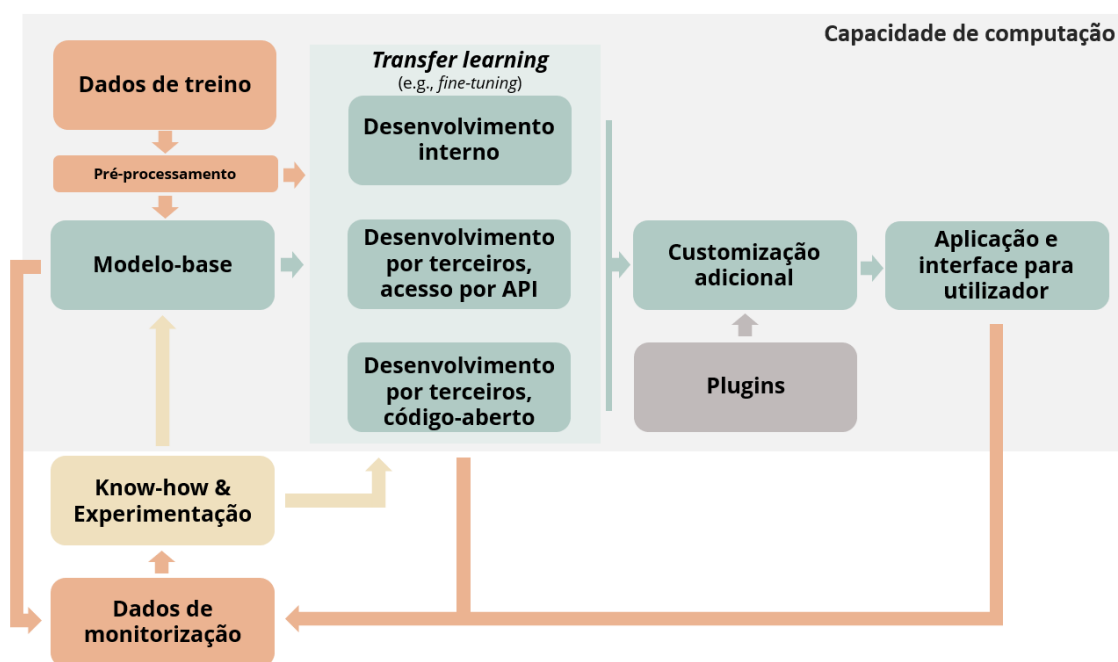 Capacidade de computação
Dados de treino
Pré-processamento
Modelo-base
Transfer learning
(e.g., fine-tuning)
Desenvolvimento
interno
Desenvolvimento
por terceiros,
acesso por API
Desenvolvimento
por terceiros,
código-aberto
Customização
adicional
Plugins
Aplicação e
interface para
utilizador
Know-how &
Experimentação
Dados de
monitorização